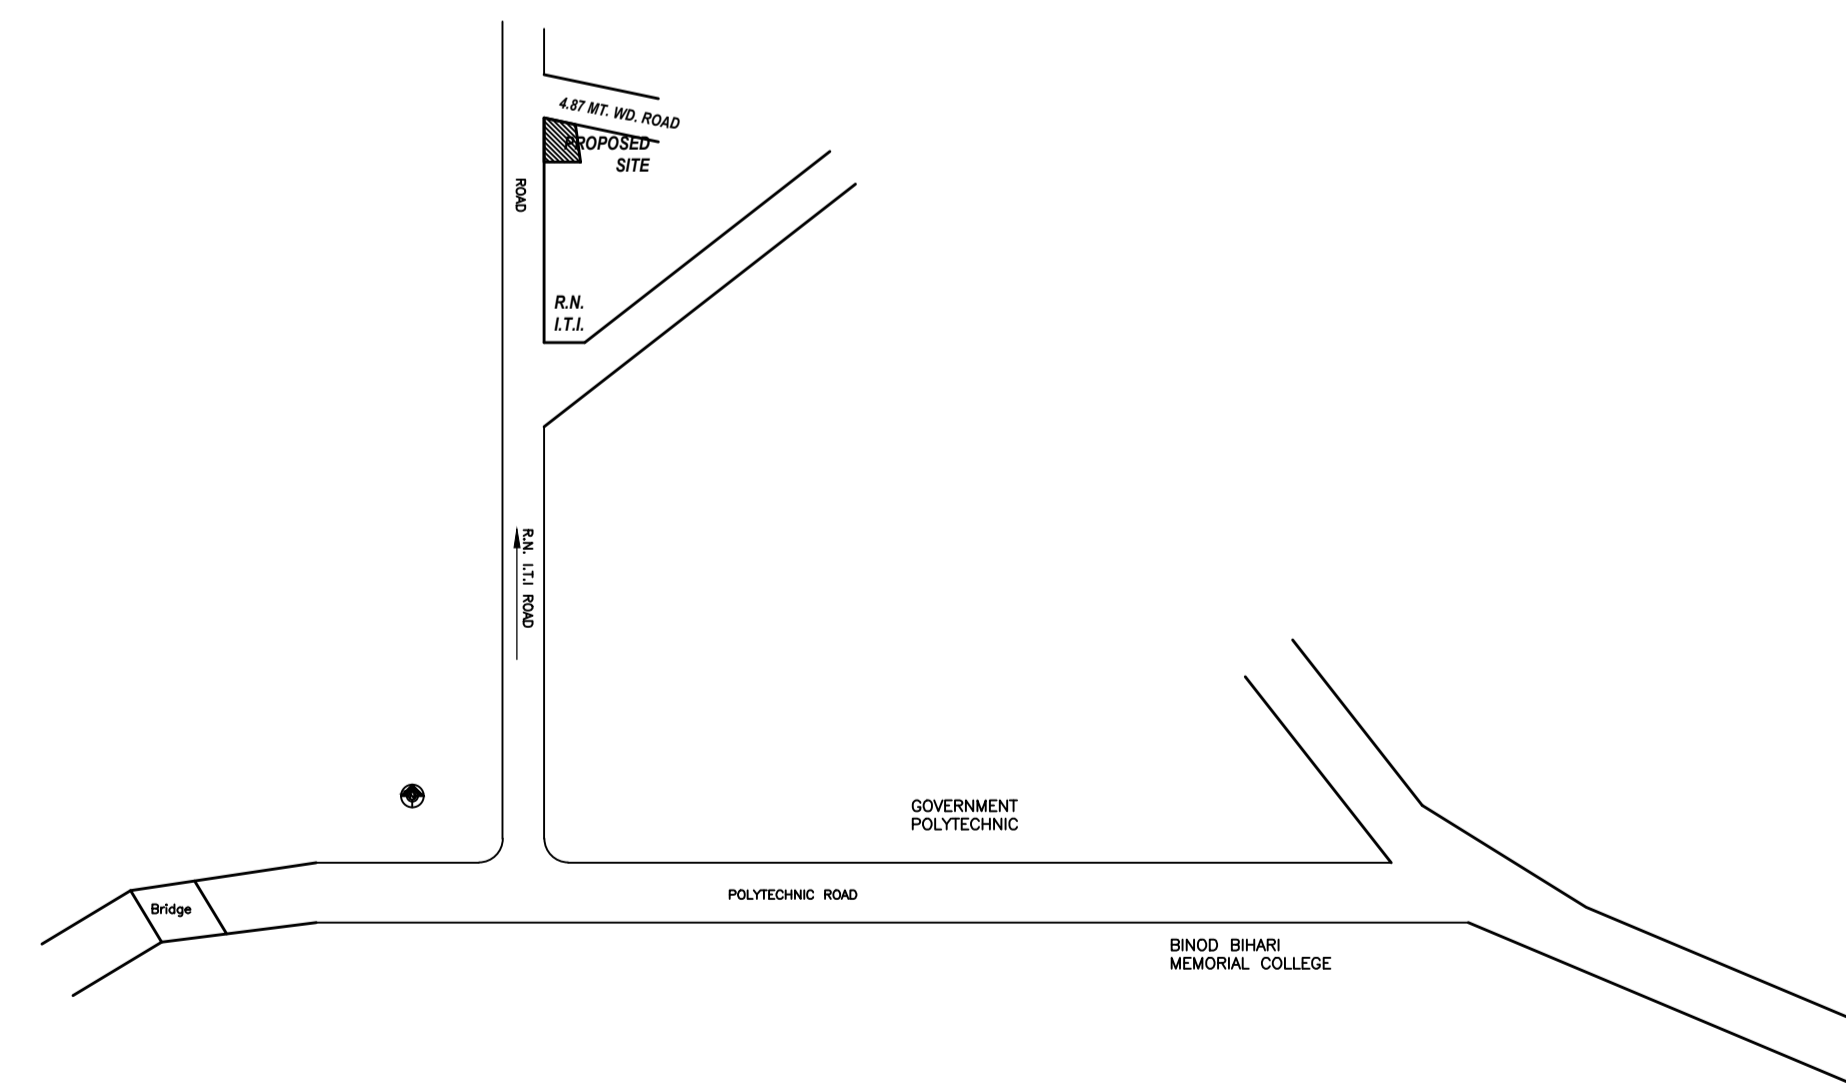 4.87 MT. WD. ROAD
PROPOSED
SITE
ROAD
R.N.
I.T.I.
R.N. I.T.I ROAD
GOVERNMENT
POLYTECHNIC
POLYTECHNIC ROAD
Bridge
BINOD BIHARI
MEMORIAL COLLEGE